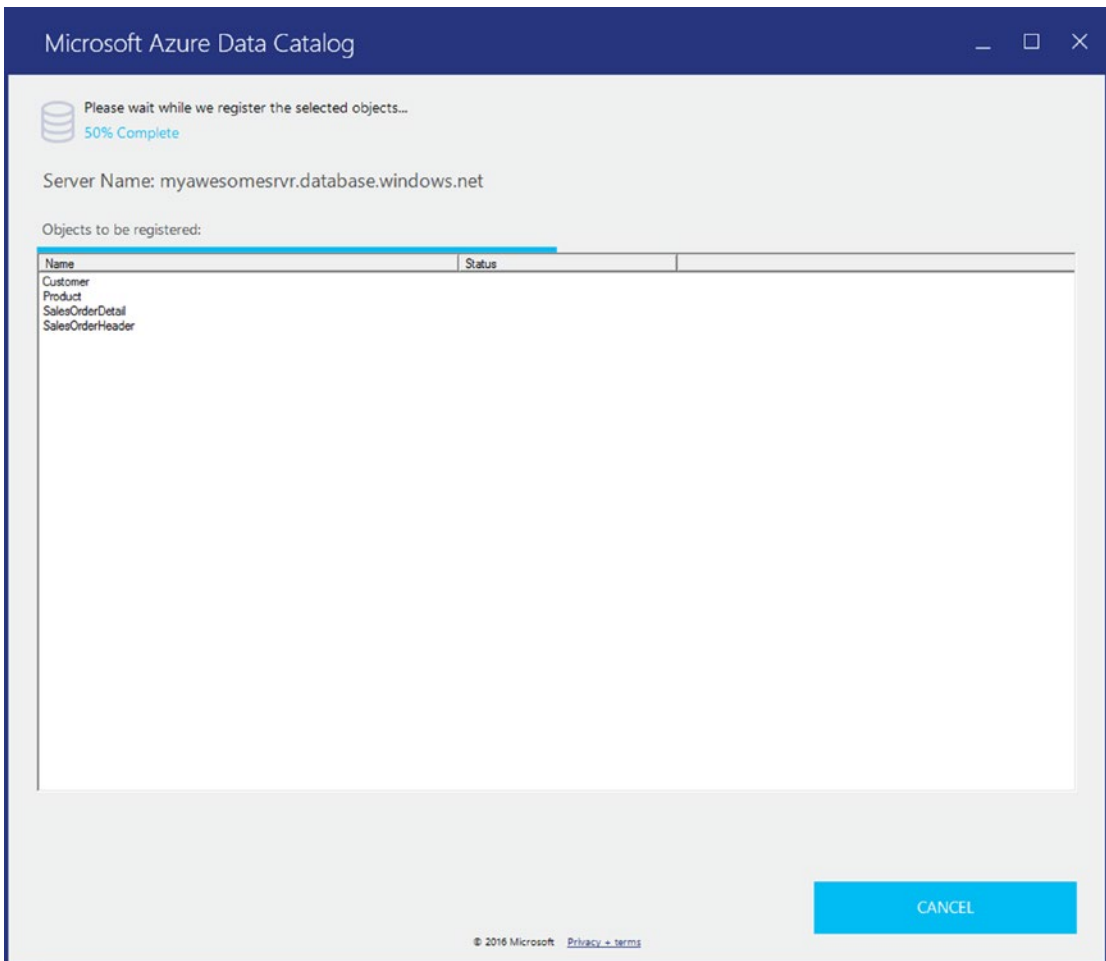 Microsoft Azure Data Catalog
Please wait while we register the selected objects...
50% Complete
Server Name: myawesomesrvr.database.windows.net
Objects to be registered:
Name Status
Customer
Product
SalesOrderDetail
SalesOrderHeader
CANCEL
© 2016 Microsoft Privacy + terms